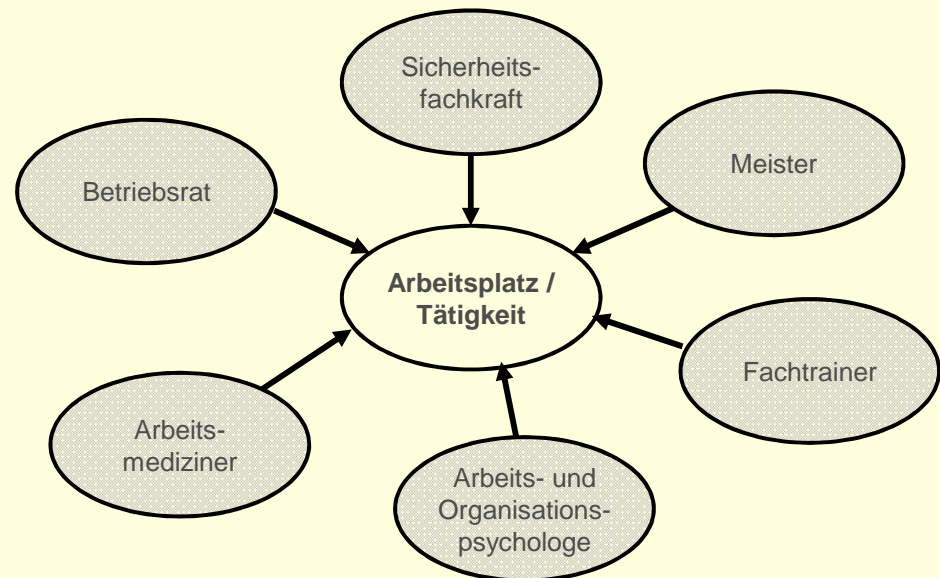 Sicherheits-
fachkraft
Betriebsrat
Meister
Arbeitsplatz /
Tätigkeit
Fachtrainer
Arbeits-
mediziner
Arbeits- und
Organisations-
psychologe